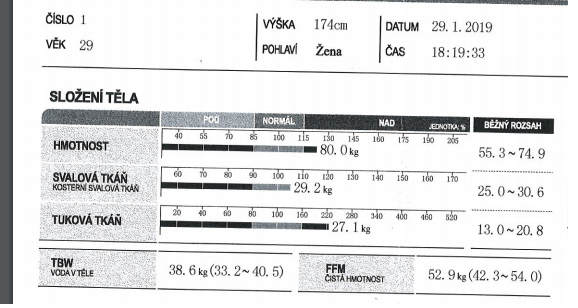 ČÍSLO 1 VÝŠKA 174cm DATUM 29. 1. 2019
VĚK 29 POHLAVÍ Žena ČAS 18:19:33
SLOŽENÍ TĚLA
POD NORMÁL NAD JEDNOTKA: % BĚŽNÝ ROZSAH
HMOTNOST 40 55 70 85 100 115 130 145 160 175 190 205
80.0 kg 55. 3 ~ 74. 9
SVALOVÁ TKÁŇ 60 70 80 90 100 110 120 130 140 150 160 170
KOSTERNÍ SVALOVÁ TKÁŇ 29. 2 kg 25. 0 ~ 30. 6
TUKOVÁ TKÁŇ 20 40 60 80 100 160 220 280 340 400 460 520
27. 1 kg 13. 0 ~ 20. 8
TBW 38. 6 kg (33. 2 ~ 40. 5) FFM 52. 9 kg (42. 3 ~ 54. 0)
VODA V TĚLE ČISTÁ HMOTNOST